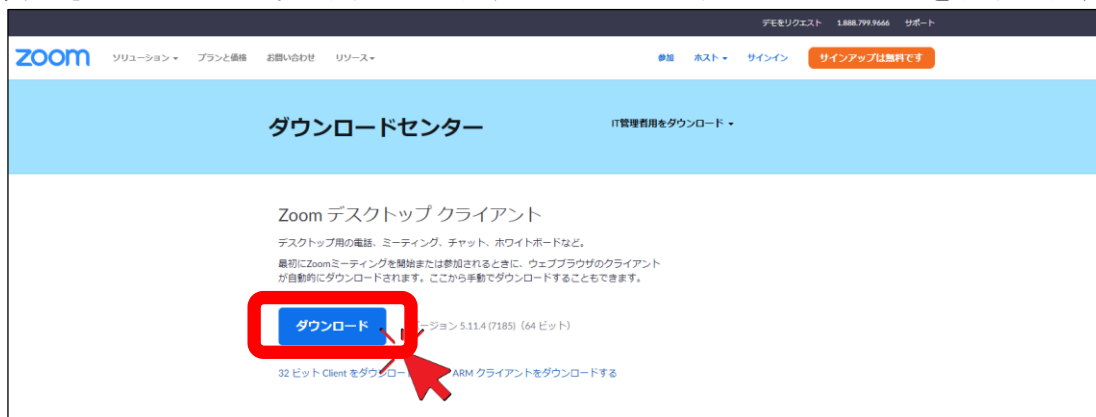 デモをリクエスト 1.888.799.9666 サポート
zoom ソリューション プランと価格 お問い合わせ リソース 参加 ホスト サインイン サインアップは無料です
ダウンロードセンター IT管理者用をダウンロード
Zoom デスクトップ クライアント
デスクトップ用の電話、ミーティング、チャット、ホワイトボードなど。
最初にZoomミーティングを開始または参加されるときに、ウェブブラウザのクライアント
が自動的にダウンロードされます。ここから手動でダウンロードすることもできます。
ダウンロード ージョン 5.11.4 (7185)（64 ビット）
32 ビット Client をダウンロー ARM クライアントをダウンロードする